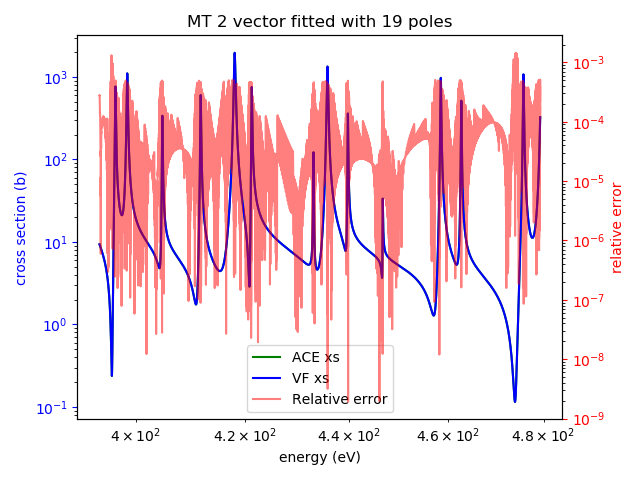 MT 2 vector fitted with 19 poles
10³
10²
10¹
10⁰
10⁻¹
cross section (b)
10⁻³
10⁻⁴
10⁻⁵
10⁻⁶
10⁻⁷
10⁻⁸
10⁻⁹
relative error
ACE xs
VF xs
Relative error
4 × 10² 4.2 × 10² 4.4 × 10² 4.6 × 10² 4.8 × 10²
energy (eV)